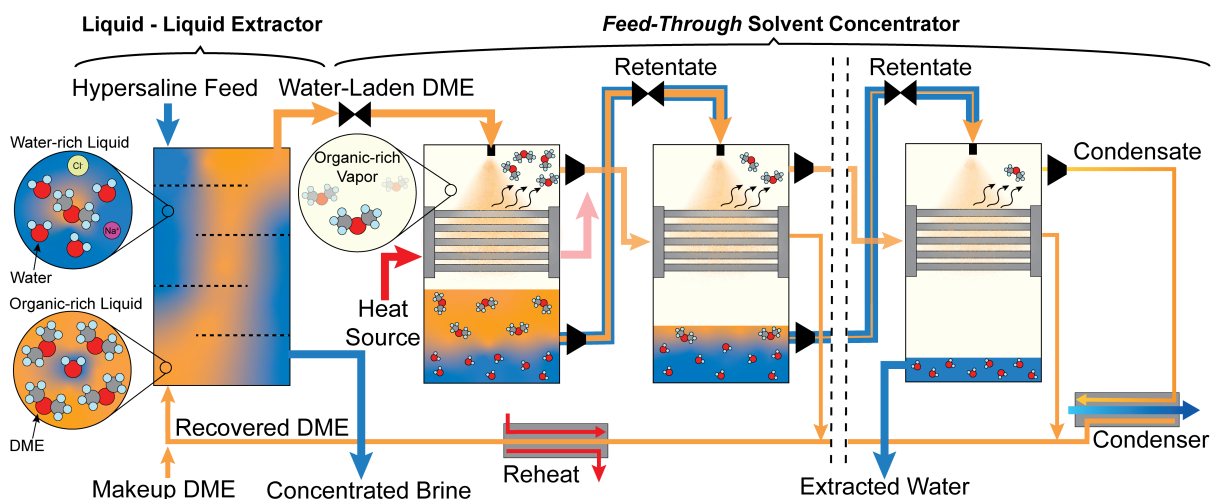 Liquid - Liquid Extractor
Feed-Through Solvent Concentrator
Hypersaline Feed
Water-Laden DME
Retentate
Retentate
Water-rich Liquid
Cl-
Na+
Water
Organic-rich
Vapor
Condensate
Organic-rich Liquid
DME
Heat
Source
Recovered DME
Reheat
Condenser
Makeup DME
Concentrated Brine
Extracted Water